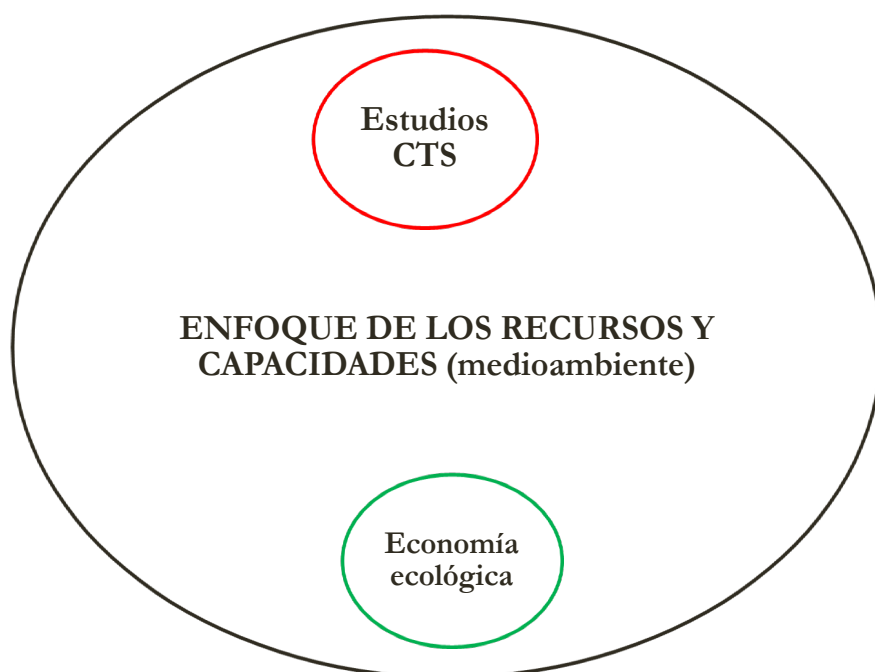 Estudios
CTS
ENFOQUE DE LOS RECURSOS Y
CAPACIDADES (medioambiente)
Economía
ecológica